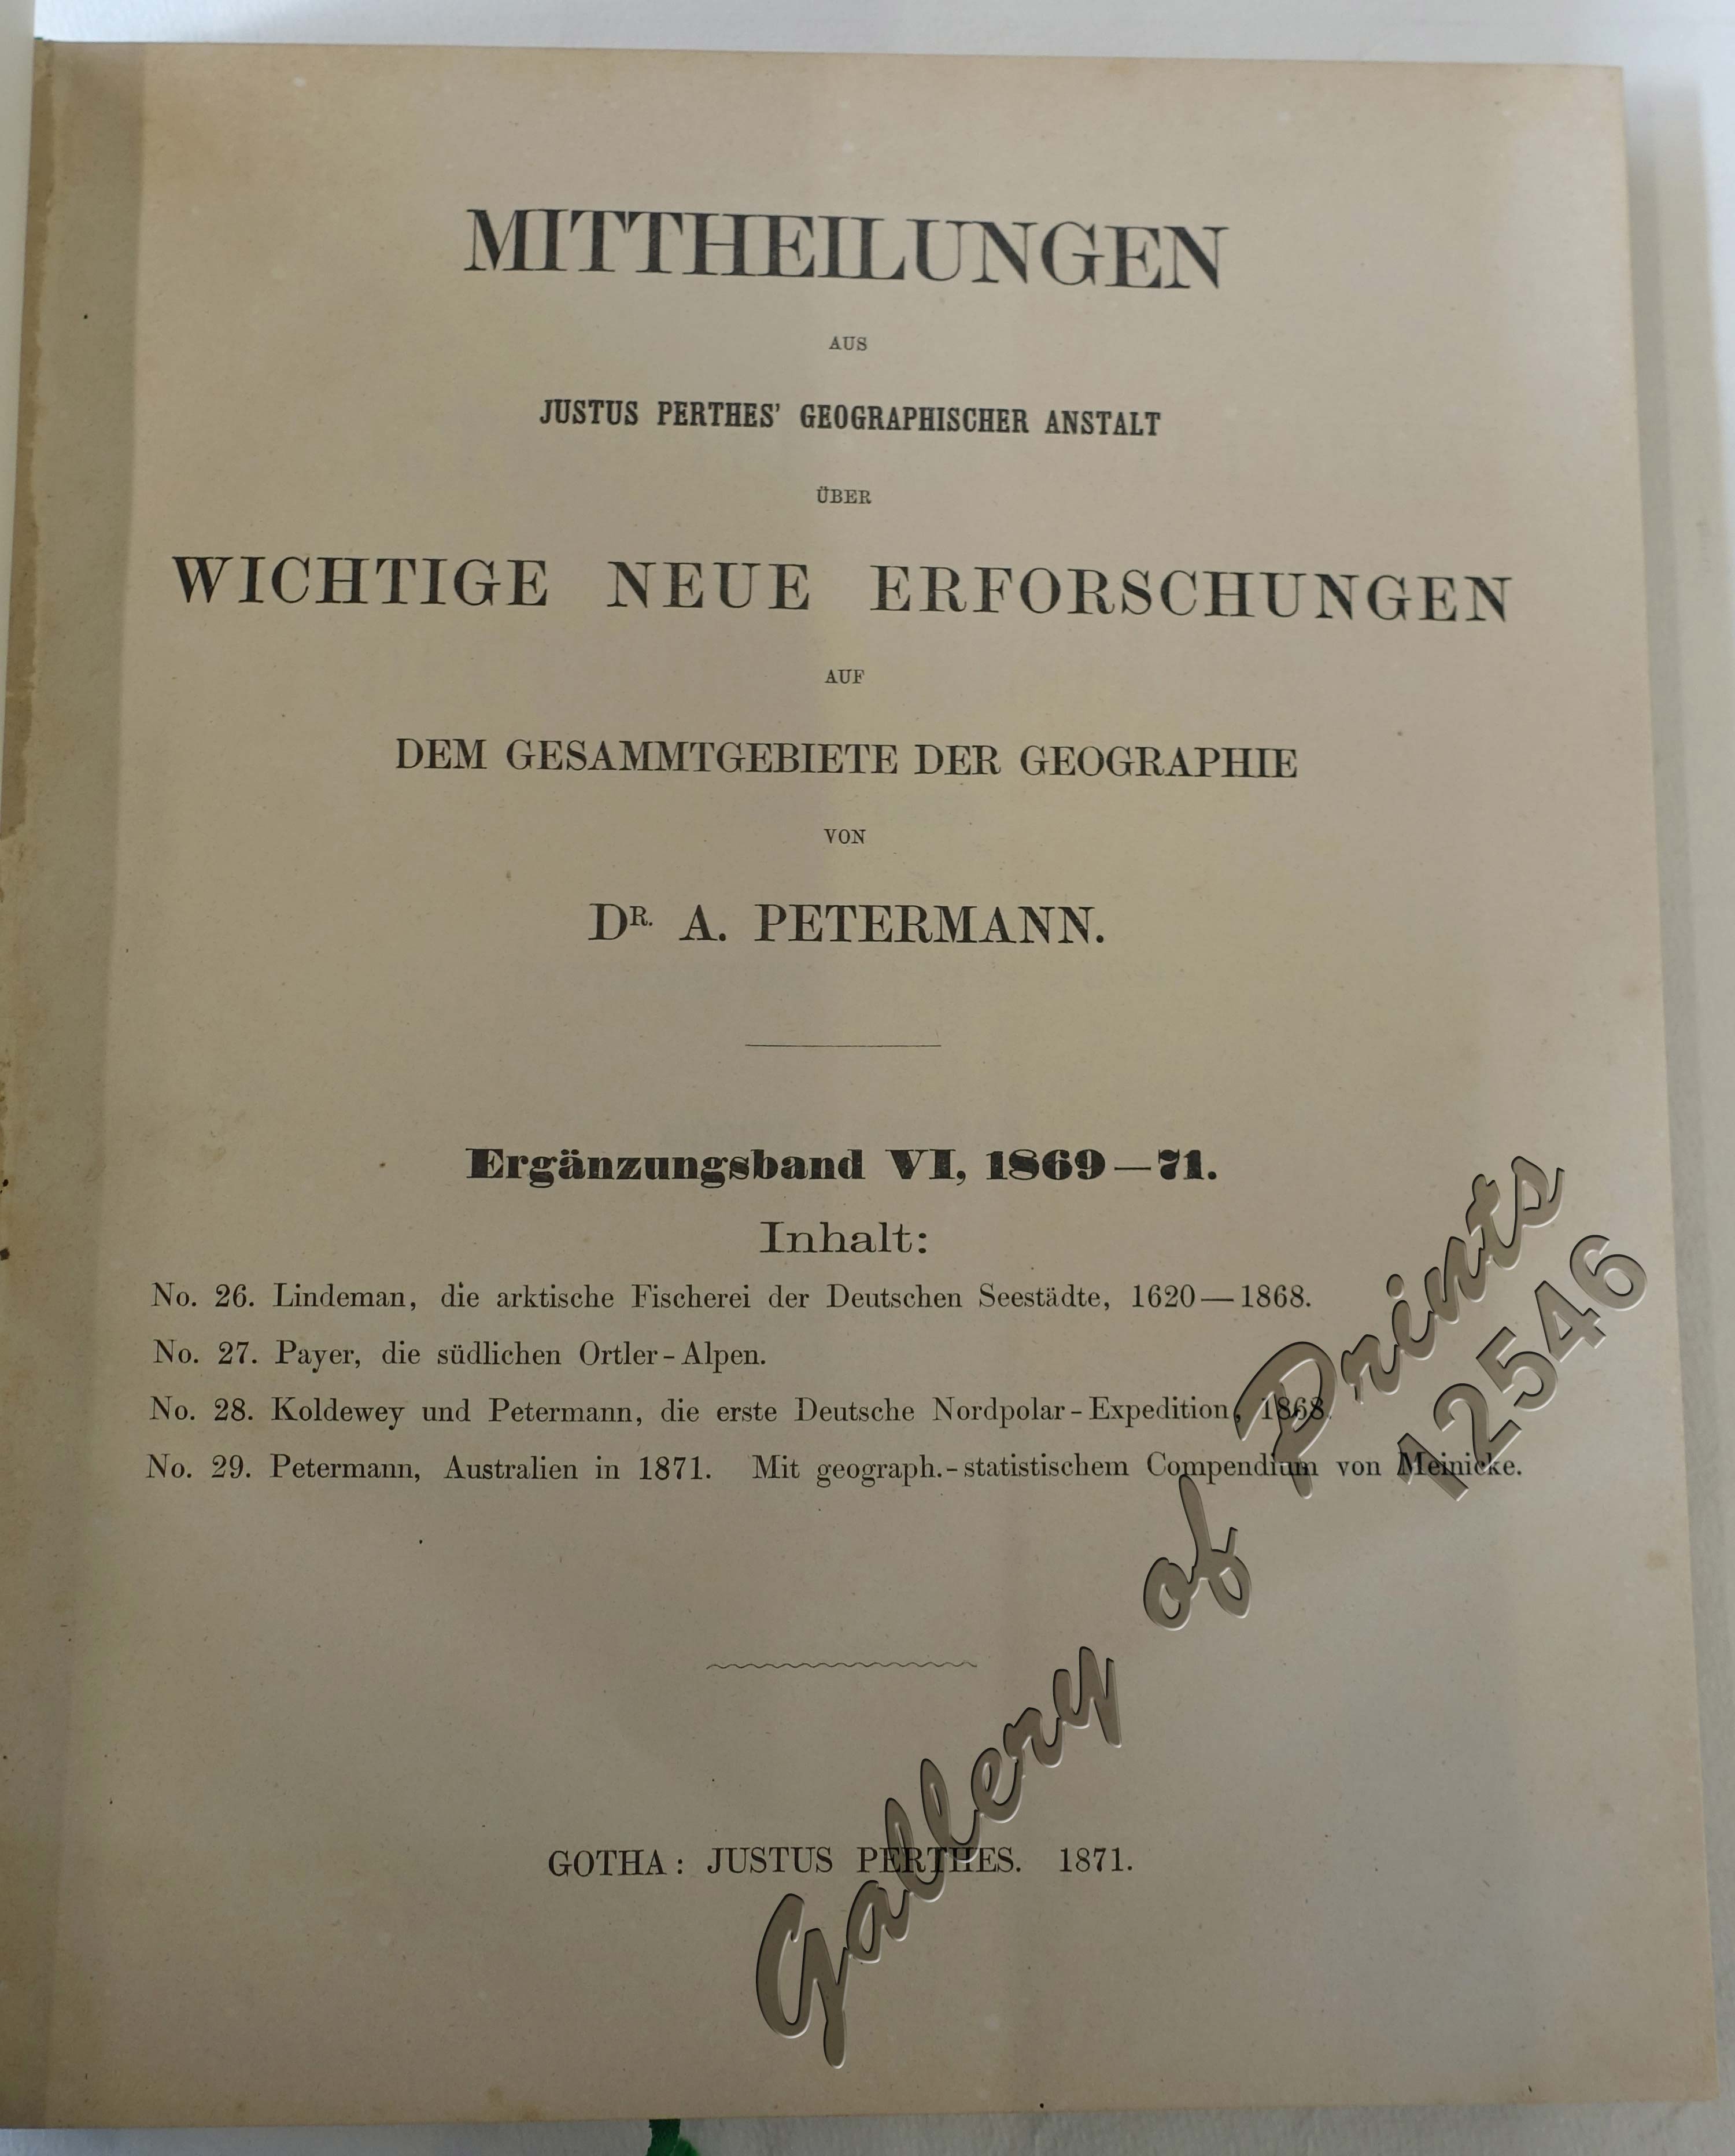 MITTHEILUNGEN
AUS
JUSTUS PERTHES' GEOGRAPHISCHER ANSTALT
ÜBER
WICHTIGE NEUE ERFORSCHUNGEN
AUF
DEM GESAMMTGEBIETE DER GEOGRAPHIE
VON
DR. A. PETERMANN.
Ergänzungsband VI, 1869—71.
Inhalt:
No. 26. Lindeman, die arktische Fischerei der Deutschen Seestädte, 1620—1868.
No. 27. Payer, die südlichen Ortler-Alpen.
No. 28. Koldewey und Petermann, die erste Deutsche Nordpolar-Expedition, 1868.
No. 29. Petermann, Australien in 1871. Mit geograph.-statistischem Compendium von Meinicke.
GOTHA: JUSTUS PERTHES. 1871.
Gallery of Prints
12546